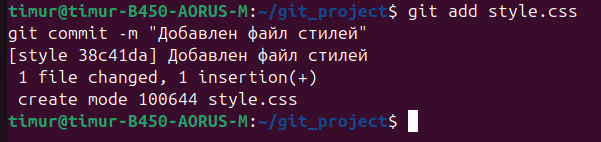 timur@timur-B450-AORUS-M:~/git_project$ git add style.css
git commit -m "Добавлен файл стилей"
[style 38c41da] Добавлен файл стилей
 1 file changed, 1 insertion(+)
 create mode 100644 style.css
timur@timur-B450-AORUS-M:~/git_project$